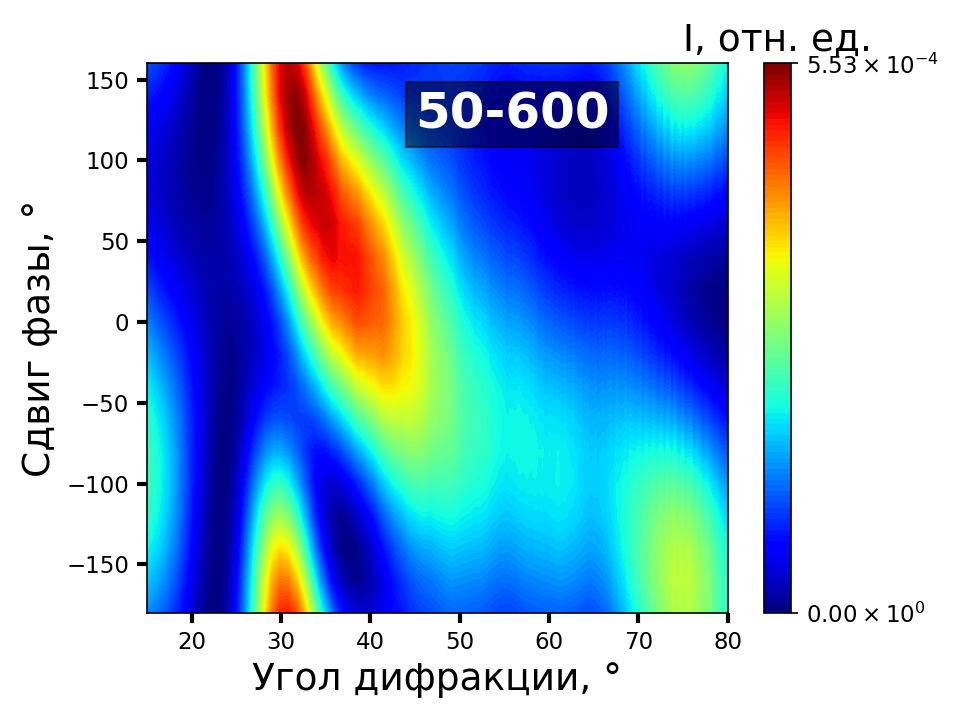 I, отн. ед.
5.53 × 10⁻⁴
50-600
150
100
50
0
−50
−100
−150
Сдвиг фазы, °
20 30 40 50 60 70 80
Угол дифракции, °
0.00 × 10⁰